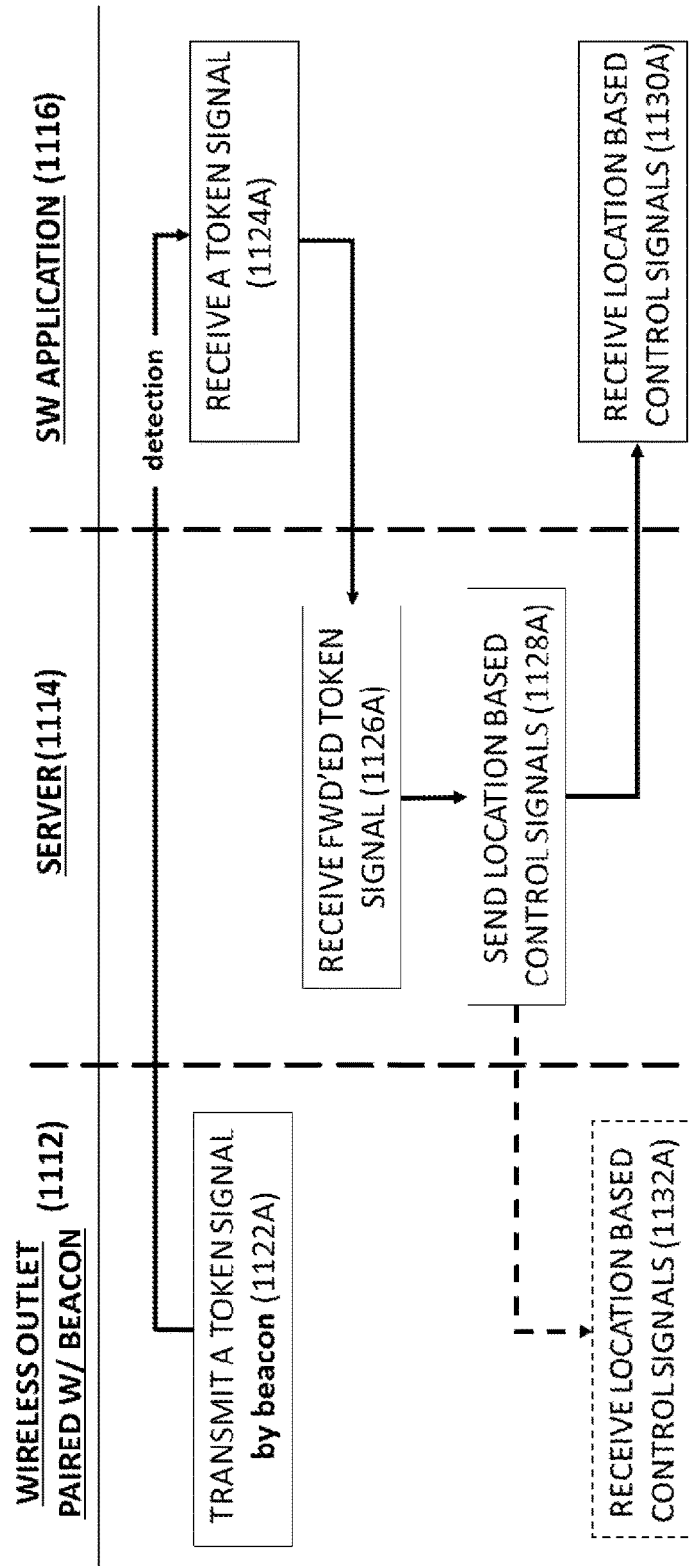 WIRELESS OUTLET
PAIRED W/ BEACON (1112)
SERVER (1114)
SW APPLICATION (1116)
TRANSMIT A TOKEN SIGNAL
by beacon (1122A)
detection
RECEIVE A TOKEN SIGNAL
(1124A)
RECEIVE FWD'ED TOKEN
SIGNAL (1126A)
SEND LOCATION BASED
CONTROL SIGNALS (1128A)
RECEIVE LOCATION BASED
CONTROL SIGNALS (1130A)
RECEIVE LOCATION BASED
CONTROL SIGNALS (1132A)